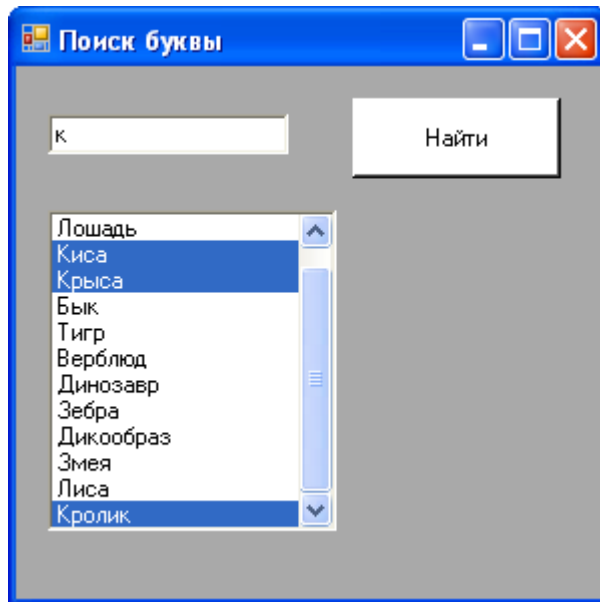 Поиск буквы
к
Найти
Лошадь
Киса
Крыса
Бык
Тигр
Верблюд
Динозавр
Зебра
Дикообраз
Змея
Лиса
Кролик